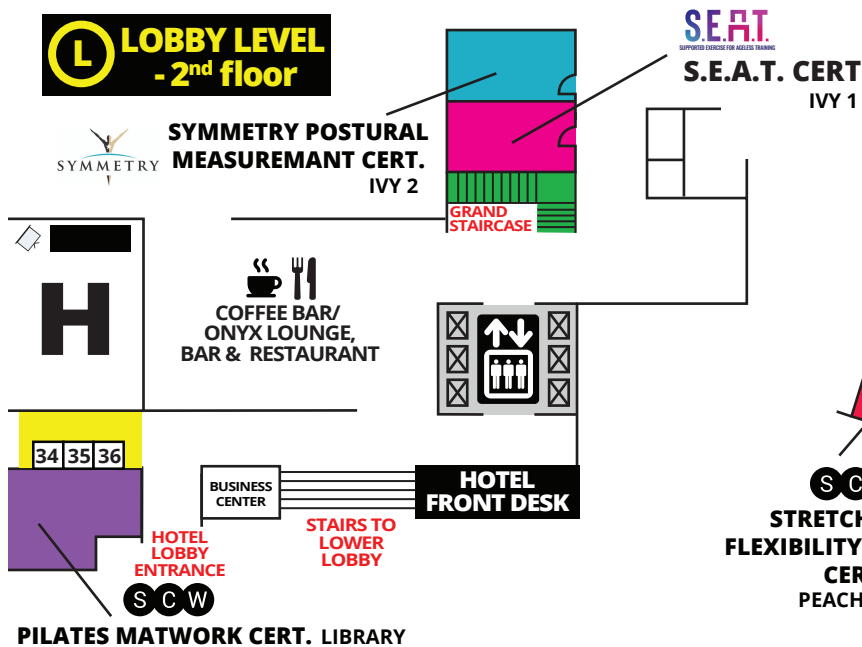 L
LOBBY LEVEL
- 2nd floor
S.E.A.T.
SUPPORTED EXERCISE FOR AGELESS TRAINING
S.E.A.T. CERT
IVY 1
SYMMETRY
SYMMETRY POSTURAL
MEASUREMANT CERT.
IVY 2
GRAND
STAIRCASE
H
COFFEE BAR/
ONYX LOUNGE,
BAR & RESTAURANT
34 35 36
BUSINESS
CENTER
HOTEL
FRONT DESK
STAIRS TO
LOWER
LOBBY
HOTEL
LOBBY
ENTRANCE
S C W
PILATES MATWORK CERT. LIBRARY
S C
STRETCH
FLEXIBILITY
CER
PEACH